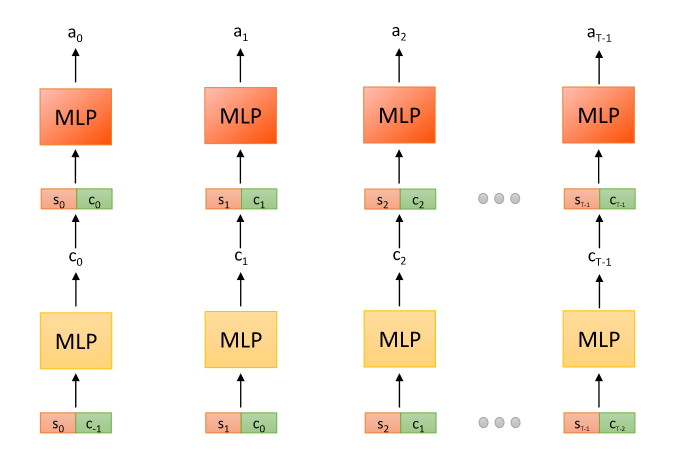 a0 a1 a2 aT-1
MLP MLP MLP MLP
s0 c0 s1 c1 s2 c2 sT-1 cT-1
c0 c1 c2 cT-1
MLP MLP MLP MLP
s0 c-1 s1 c0 s2 c1 sT-1 cT-2